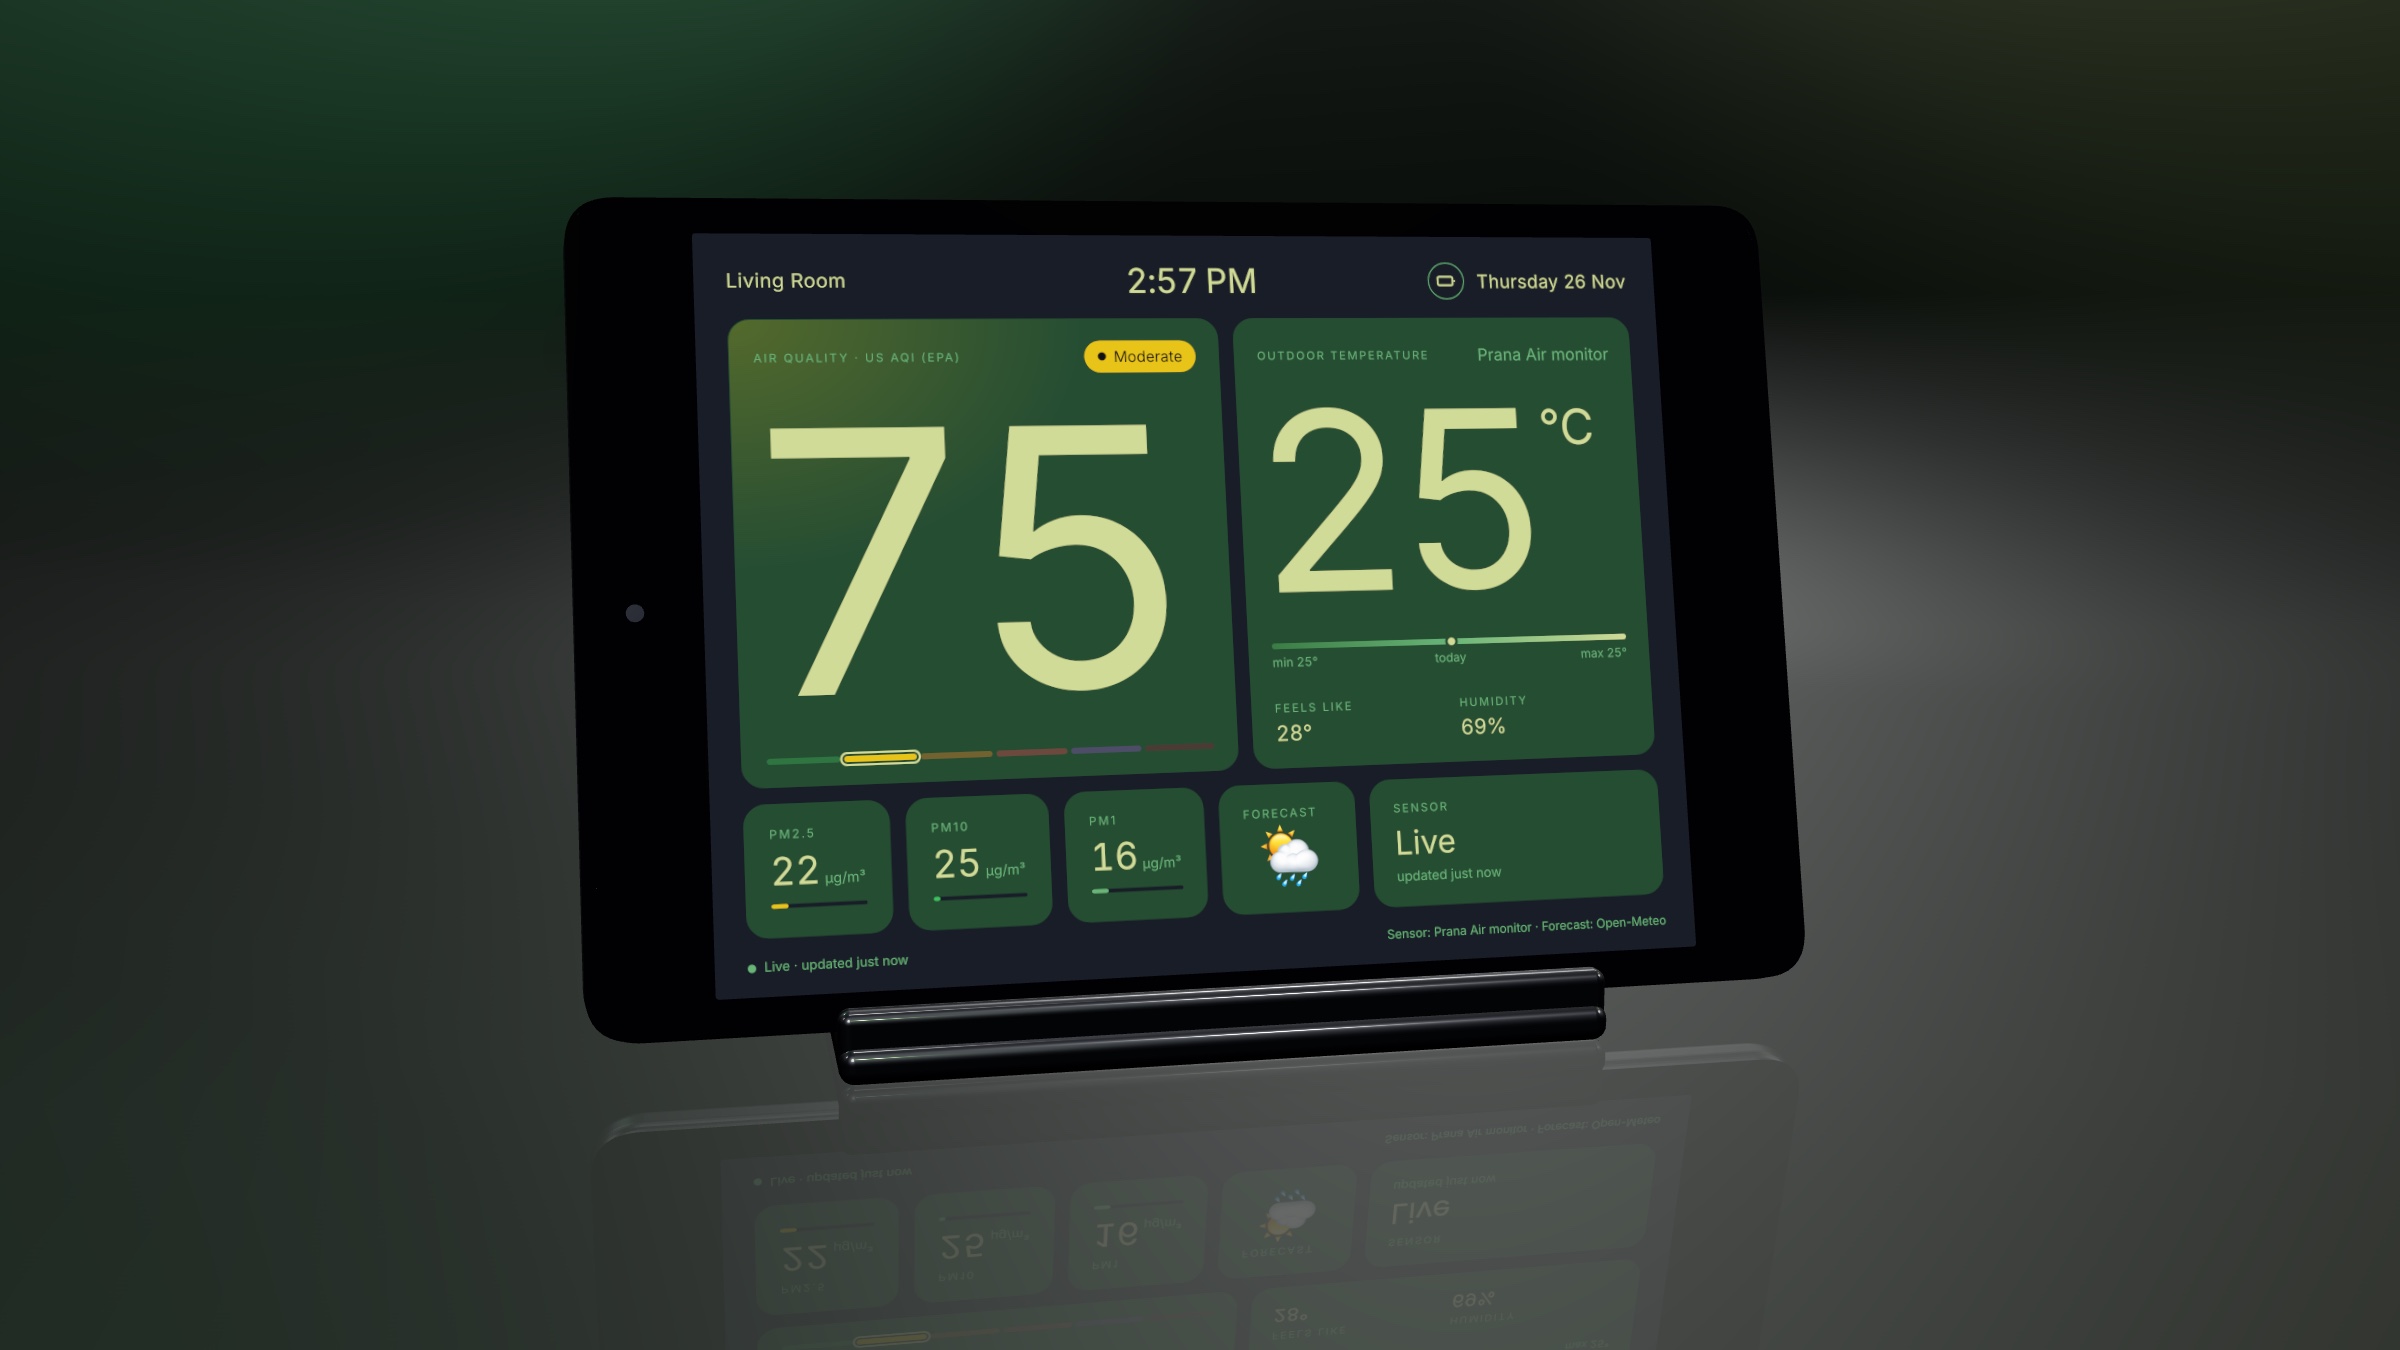 Living Room
2:57 PM
Thursday 26 Nov
AIR QUALITY · US AQI (EPA)
Moderate
75
OUTDOOR TEMPERATURE
Prana Air monitor
25 °C
min 25°
today
max 25°
FEELS LIKE
28°
HUMIDITY
69%
PM2.5
22 µg/m³
PM10
25 µg/m³
PM1
16 µg/m³
FORECAST
SENSOR
Live
updated just now
Sensor: Prana Air monitor · Forecast: Open-Meteo
Live · updated just now